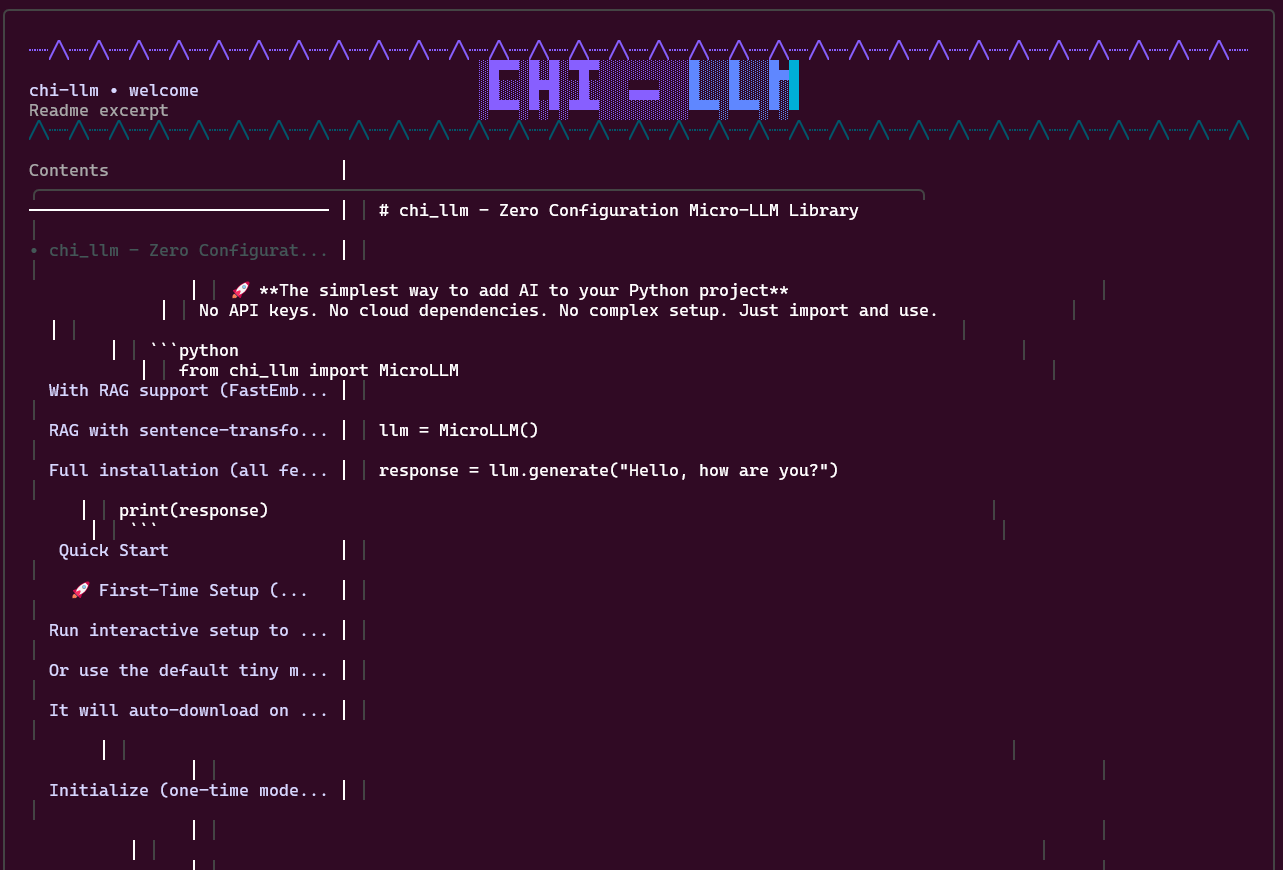 CHI - LLM
chi-llm • welcome
Readme excerpt
Contents
# chi_llm - Zero Configuration Micro-LLM Library
• chi_llm - Zero Configurat...
🚀 **The simplest way to add AI to your Python project**
No API keys. No cloud dependencies. No complex setup. Just import and use.
```python
from chi_llm import MicroLLM
With RAG support (FastEmb...
RAG with sentence-transfo... llm = MicroLLM()
Full installation (all fe... response = llm.generate("Hello, how are you?")
print(response)
```
Quick Start
🚀 First-Time Setup (...
Run interactive setup to ...
Or use the default tiny m...
It will auto-download on ...
Initialize (one-time mode...